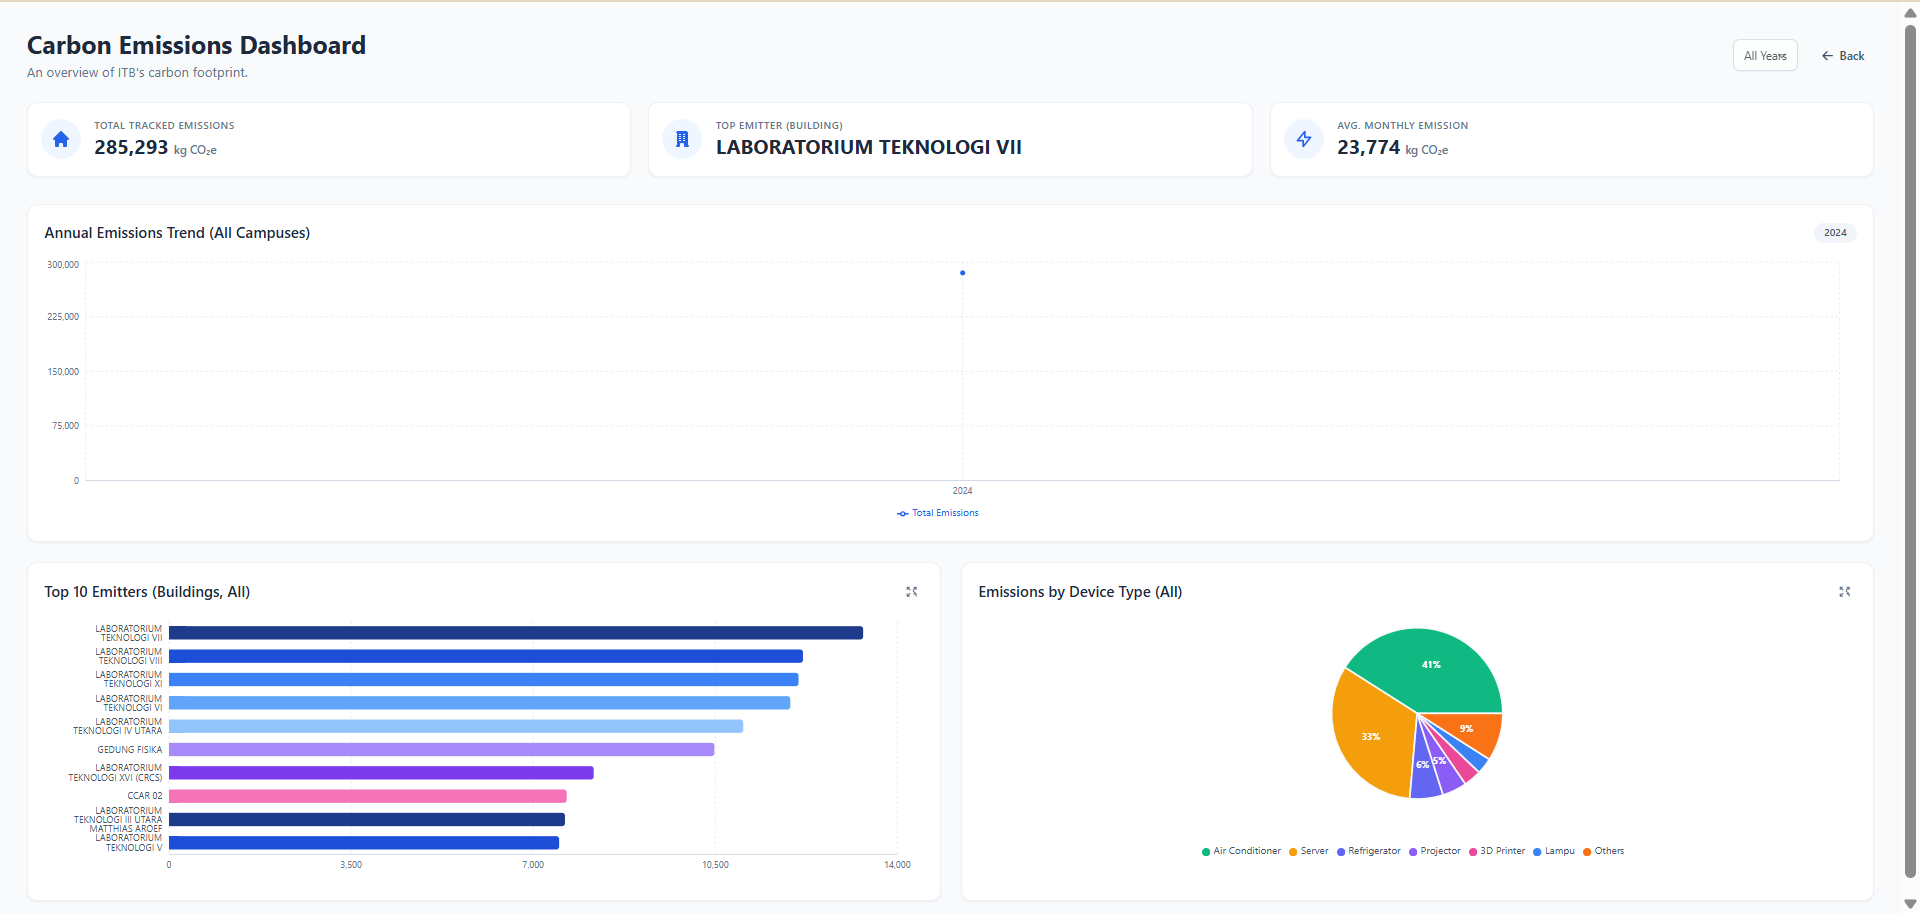 Carbon Emissions Dashboard
An overview of ITB's carbon footprint.
All Years
← Back
TOTAL TRACKED EMISSIONS
285,293 kg CO₂e
TOP EMITTER (BUILDING)
LABORATORIUM TEKNOLOGI VII
AVG. MONTHLY EMISSION
23,774 kg CO₂e
Annual Emissions Trend (All Campuses)
2024
300,000
225,000
150,000
75,000
0
2024
Total Emissions
Top 10 Emitters (Buildings, All)
LABORATORIUM
TEKNOLOGI VII
LABORATORIUM
TEKNOLOGI VIII
LABORATORIUM
TEKNOLOGI XI
LABORATORIUM
TEKNOLOGI VI
LABORATORIUM
TEKNOLOGI IV UTARA
GEDUNG FISIKA
LABORATORIUM
TEKNOLOGI XVI (CRCS)
CCAR 02
LABORATORIUM
TEKNOLOGI III UTARA
MATTHIAS AROEF
LABORATORIUM
TEKNOLOGI V
0
3,500
7,000
10,500
14,000
Emissions by Device Type (All)
41%
33%
6%
5%
9%
Air Conditioner
Server
Refrigerator
Projector
3D Printer
Lampu
Others